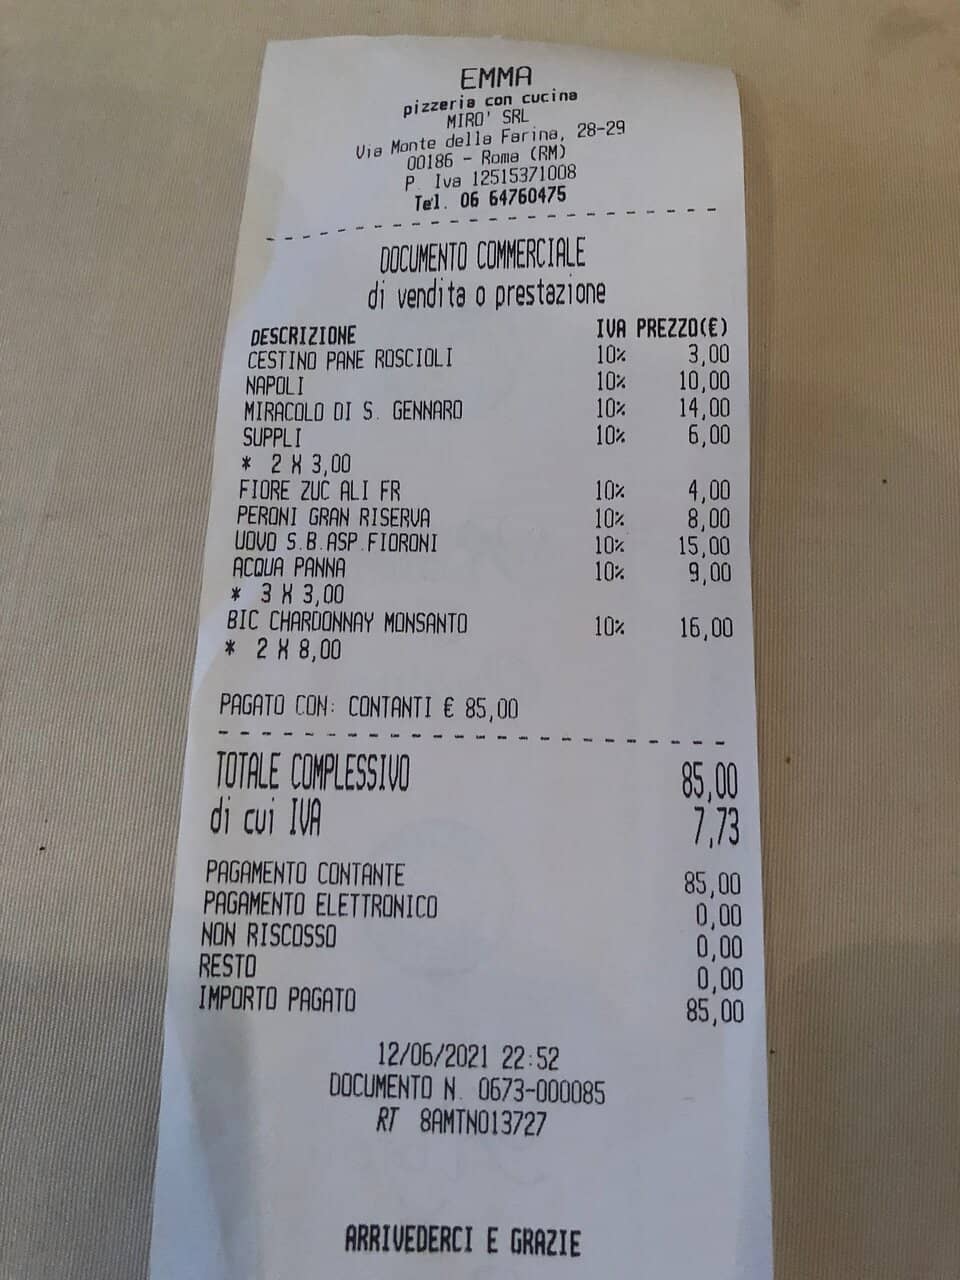 EMMA
pizzeria con cucina
MIRO' SRL
Via Monte della Farina, 28-29
00186 - Roma (RM)
P. Iva 12515371008
Tel. 06 64760475
DOCUMENTO COMMERCIALE
di vendita o prestazione
DESCRIZIONE IVA PREZZO(€)
CESTINO PANE ROSCIOLI 10% 3,00
NAPOLI 10% 10,00
MIRACOLO DI S. GENNARO 10% 14,00
SUPPLI 10% 6,00
* 2 X 3,00
FIORE ZUC ALI FR 10% 4,00
PERONI GRAN RISERVA 10% 8,00
UOVO S.B.ASP.FIORONI 10% 15,00
ACQUA PANNA 10% 9,00
* 3 X 3,00
BIC CHARDONNAY MONSANTO 10% 16,00
* 2 X 8,00
PAGATO CON: CONTANTI € 85,00
TOTALE COMPLESSIVO 85,00
di cui IVA 7,73
PAGAMENTO CONTANTE 85,00
PAGAMENTO ELETTRONICO 0,00
NON RISCOSSO 0,00
RESTO 0,00
IMPORTO PAGATO 85,00
12/06/2021 22:52
DOCUMENTO N. 0673-000085
RT 8AMTN013727
ARRIVEDERCI E GRAZIE